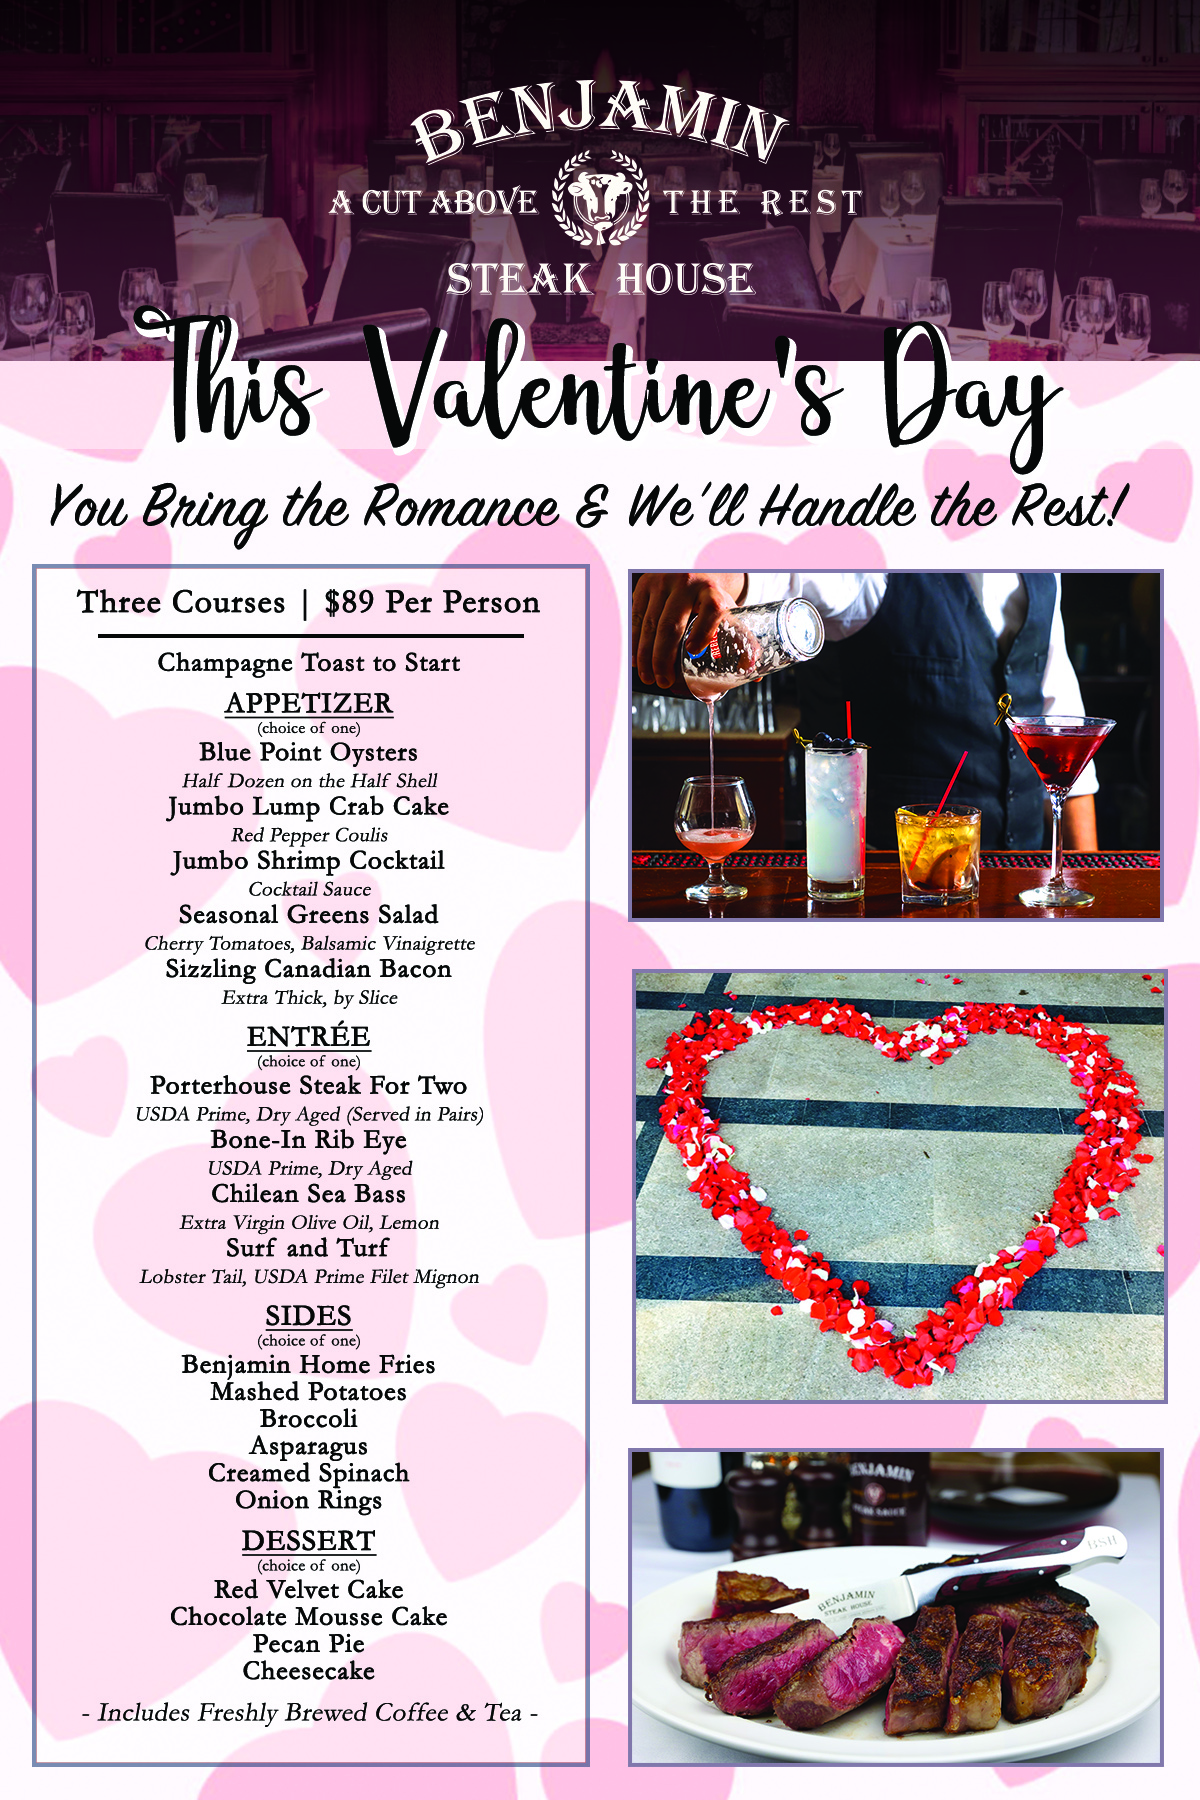 BENJAMIN
A CUT ABOVE THE REST
STEAK HOUSE
This Valentine's Day
You Bring the Romance & We'll Handle the Rest!
Three Courses | $89 Per Person
Champagne Toast to Start
APPETIZER
(choice of one)
Blue Point Oysters
Half Dozen on the Half Shell
Jumbo Lump Crab Cake
Red Pepper Coulis
Jumbo Shrimp Cocktail
Cocktail Sauce
Seasonal Greens Salad
Cherry Tomatoes, Balsamic Vinaigrette
Sizzling Canadian Bacon
Extra Thick, by Slice
ENTRÉE
(choice of one)
Porterhouse Steak For Two
USDA Prime, Dry Aged (Served in Pairs)
Bone-In Rib Eye
USDA Prime, Dry Aged
Chilean Sea Bass
Extra Virgin Olive Oil, Lemon
Surf and Turf
Lobster Tail, USDA Prime Filet Mignon
SIDES
(choice of one)
Benjamin Home Fries
Mashed Potatoes
Broccoli
Asparagus
Creamed Spinach
Onion Rings
DESSERT
(choice of one)
Red Velvet Cake
Chocolate Mousse Cake
Pecan Pie
Cheesecake
- Includes Freshly Brewed Coffee & Tea -
BENJAMIN
BSH
BENJAMIN
STEAK HOUSE